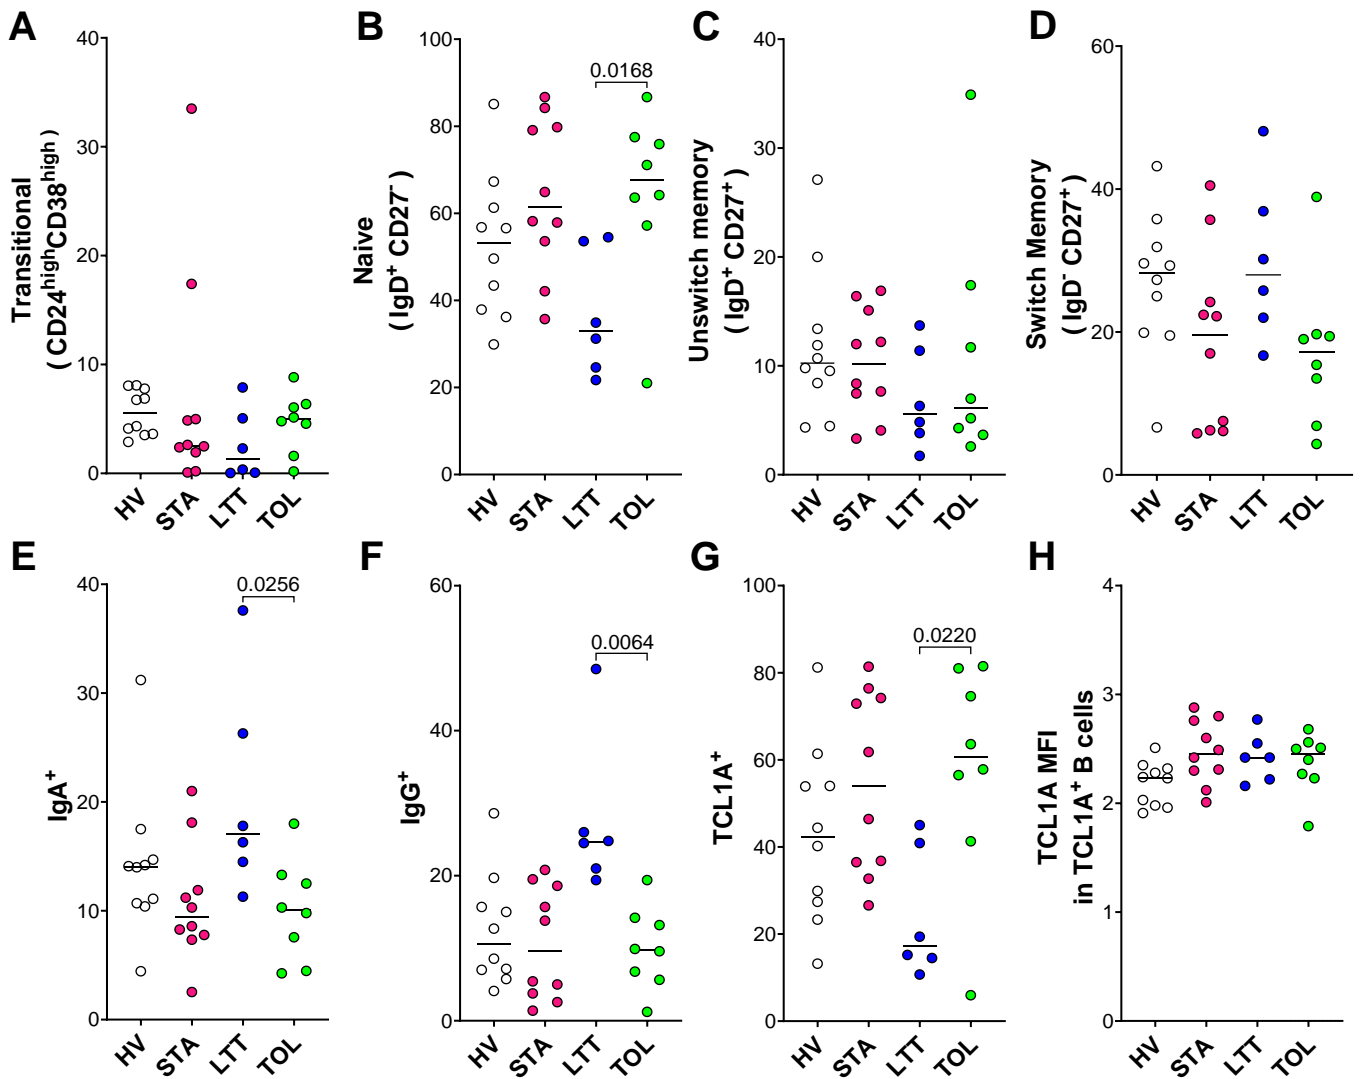 A
Transitional
( CD24highCD38high )
40
30
20
10
0
HV
STA
LTT
TOL
B
Naive
( IgD+ CD27- )
100
80
60
40
20
0
0.0168
HV
STA
LTT
TOL
C
Unswitch memory
( IgD+ CD27+ )
40
30
20
10
0
HV
STA
LTT
TOL
D
Switch Memory
( IgD- CD27+ )
60
40
20
0
HV
STA
LTT
TOL
E
IgA+
40
30
20
10
0
0.0256
HV
STA
LTT
TOL
F
IgG+
60
40
20
0
0.0064
HV
STA
LTT
TOL
G
TCL1A+
100
80
60
40
20
0
0.0220
HV
STA
LTT
TOL
H
TCL1A MFI
in TCL1A+ B cells
4
3
2
1
0
HV
STA
LTT
TOL